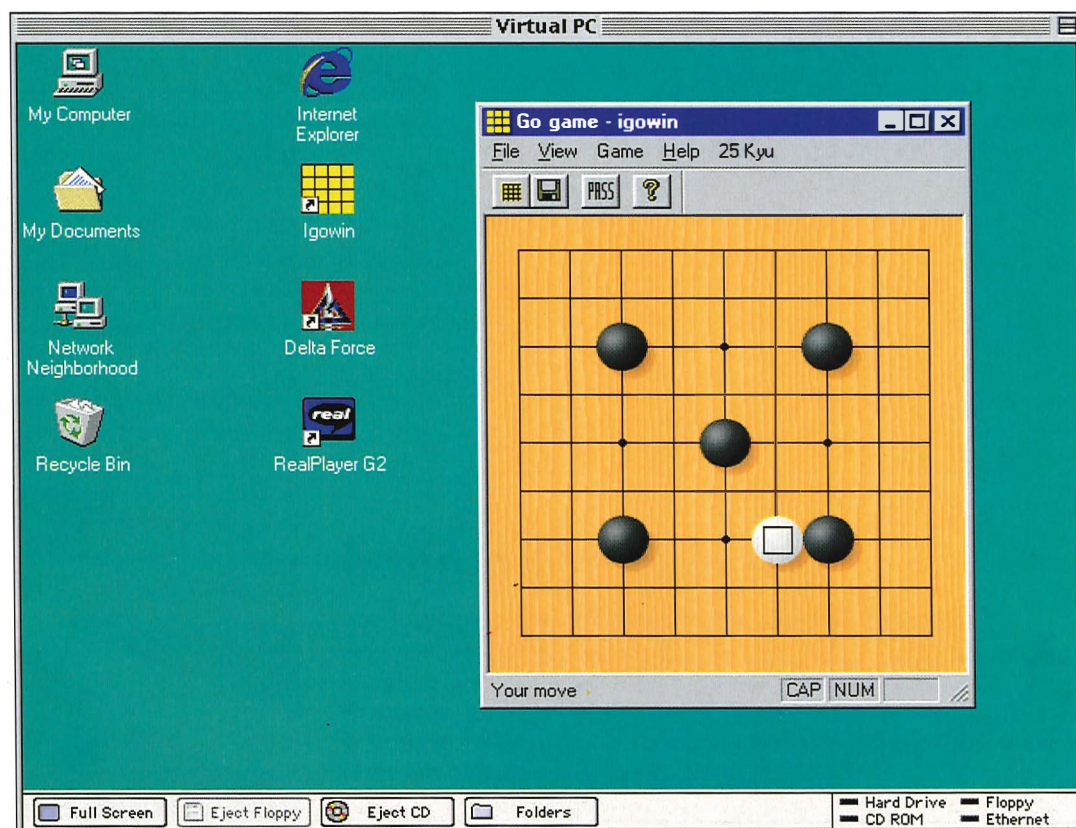 Virtual PC
My Computer
Internet
Explorer
My Documents
Igowin
Network
Neighborhood
Delta Force
real
Recycle Bin
RealPlayer G2
Go game - igowin
File View Game Help 25 Kyu
PASS ?
Your move CAP NUM
Full Screen Eject Floppy Eject CD Folders
Hard Drive Floppy
CD ROM Ethernet